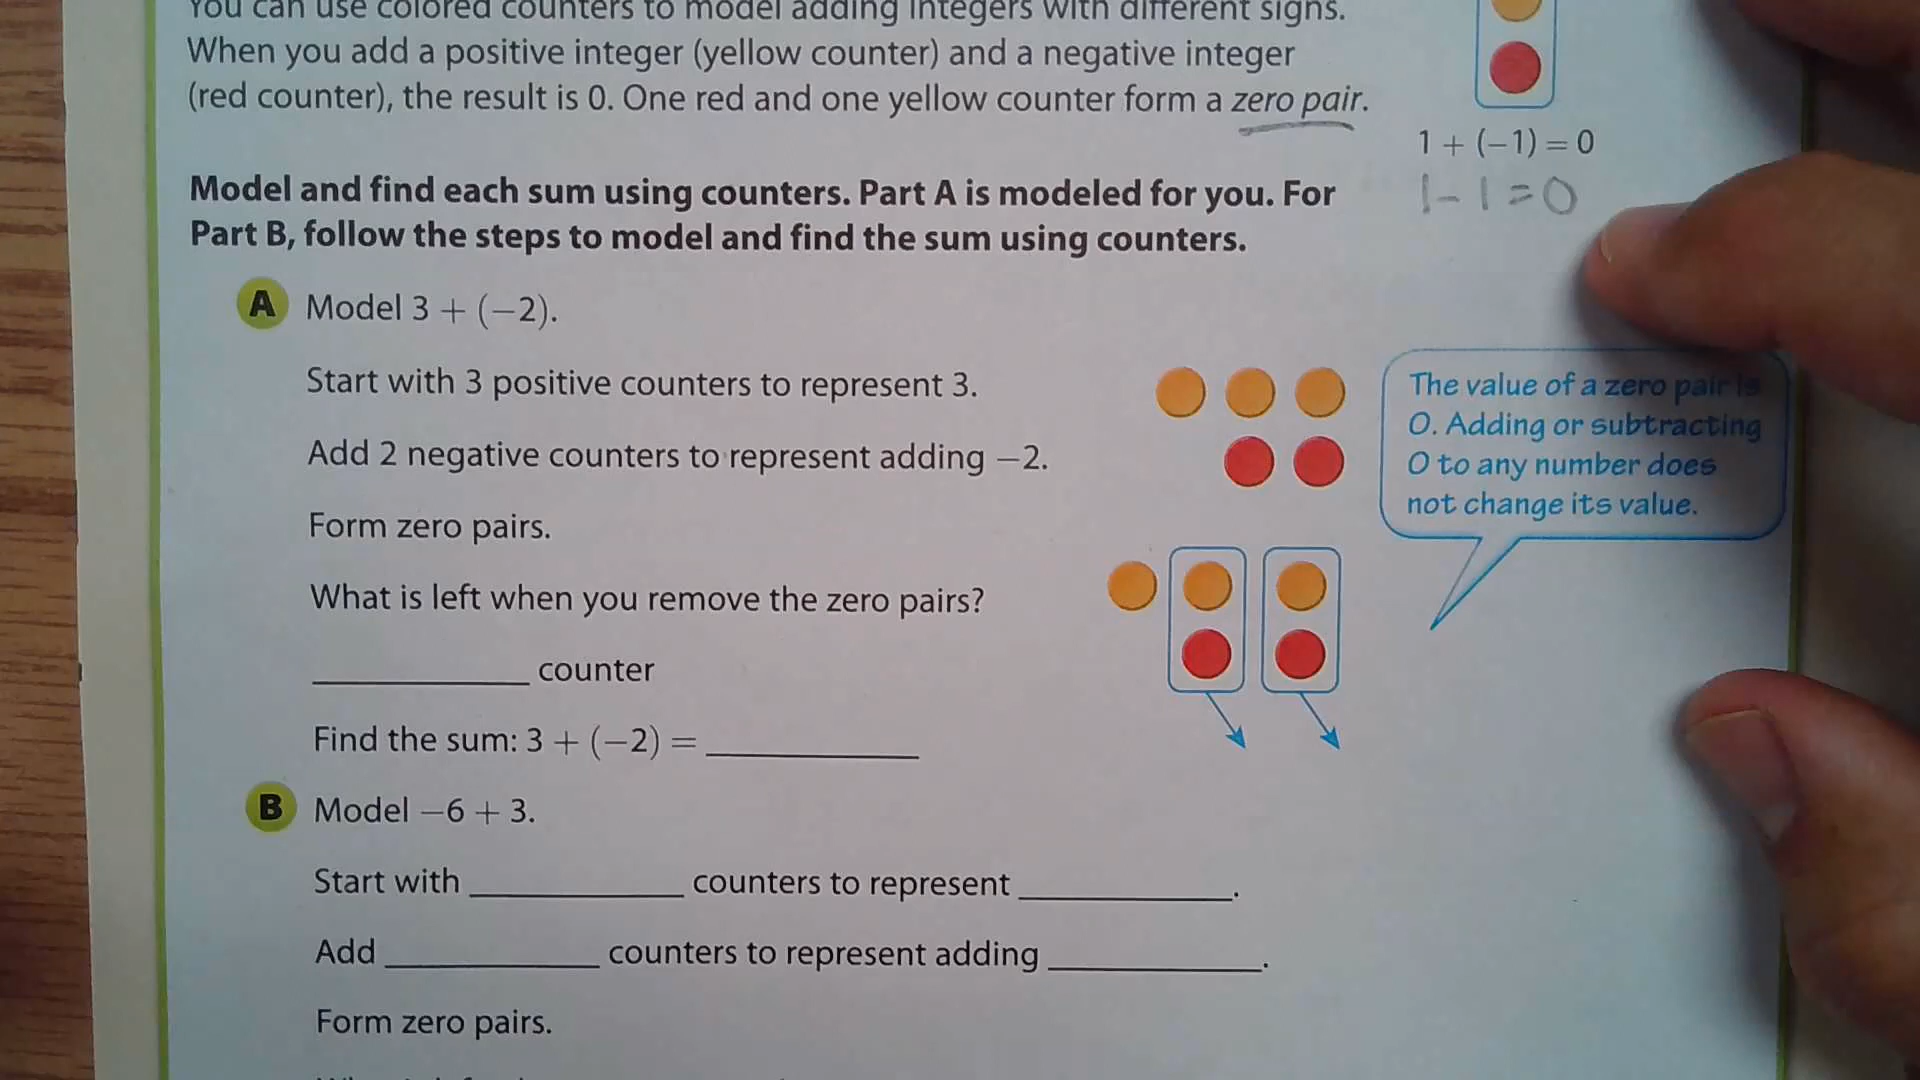 You can use colored counters to model adding integers with different signs.
When you add a positive integer (yellow counter) and a negative integer
(red counter), the result is 0. One red and one yellow counter form a zero pair.
1 + (−1) = 0
1 - 1 = 0
Model and find each sum using counters. Part A is modeled for you. For
Part B, follow the steps to model and find the sum using counters.
A Model 3 + (−2).
Start with 3 positive counters to represent 3.
Add 2 negative counters to represent adding −2.
The value of a zero pair is
0. Adding or subtracting
0 to any number does
not change its value.
Form zero pairs.
What is left when you remove the zero pairs?
____________ counter
Find the sum: 3 + (−2) = ____________
B Model −6 + 3.
Start with ____________ counters to represent ____________.
Add ____________ counters to represent adding ____________.
Form zero pairs.